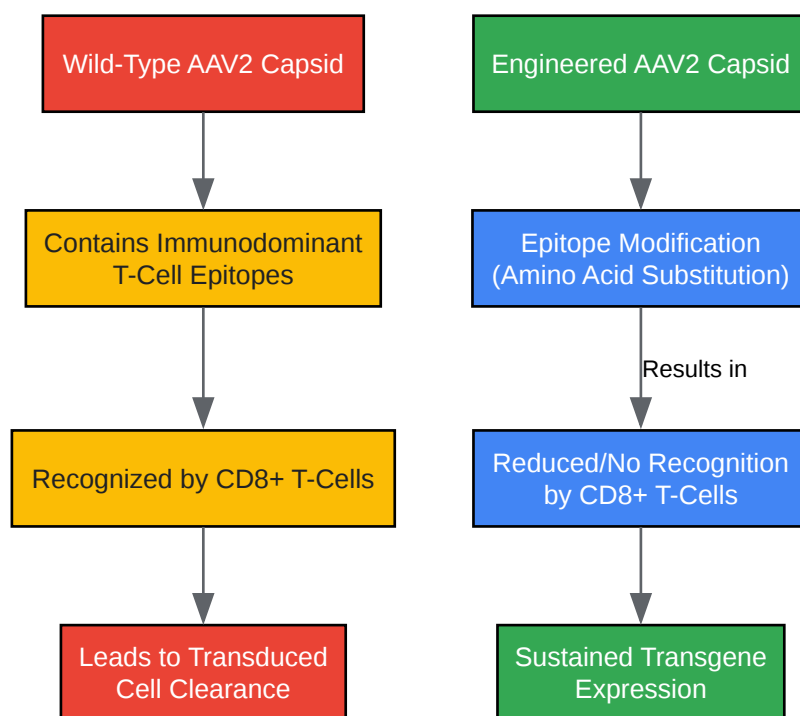 Wild-Type AAV2 Capsid
Engineered AAV2 Capsid
Contains Immunodominant
T-Cell Epitopes
Epitope Modification
(Amino Acid Substitution)
Results in
Recognized by CD8+ T-Cells
Reduced/No Recognition
by CD8+ T-Cells
Leads to Transduced
Cell Clearance
Sustained Transgene
Expression